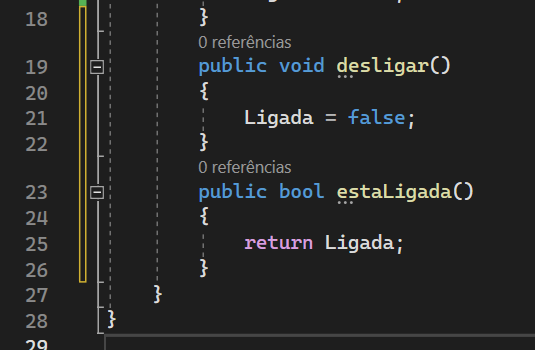 18 }
0 referências
19 public void desligar()
20 {
21 Ligada = false;
22 }
0 referências
23 public bool estaLigada()
24 {
25 return Ligada;
26 }
27 }
28 }
29